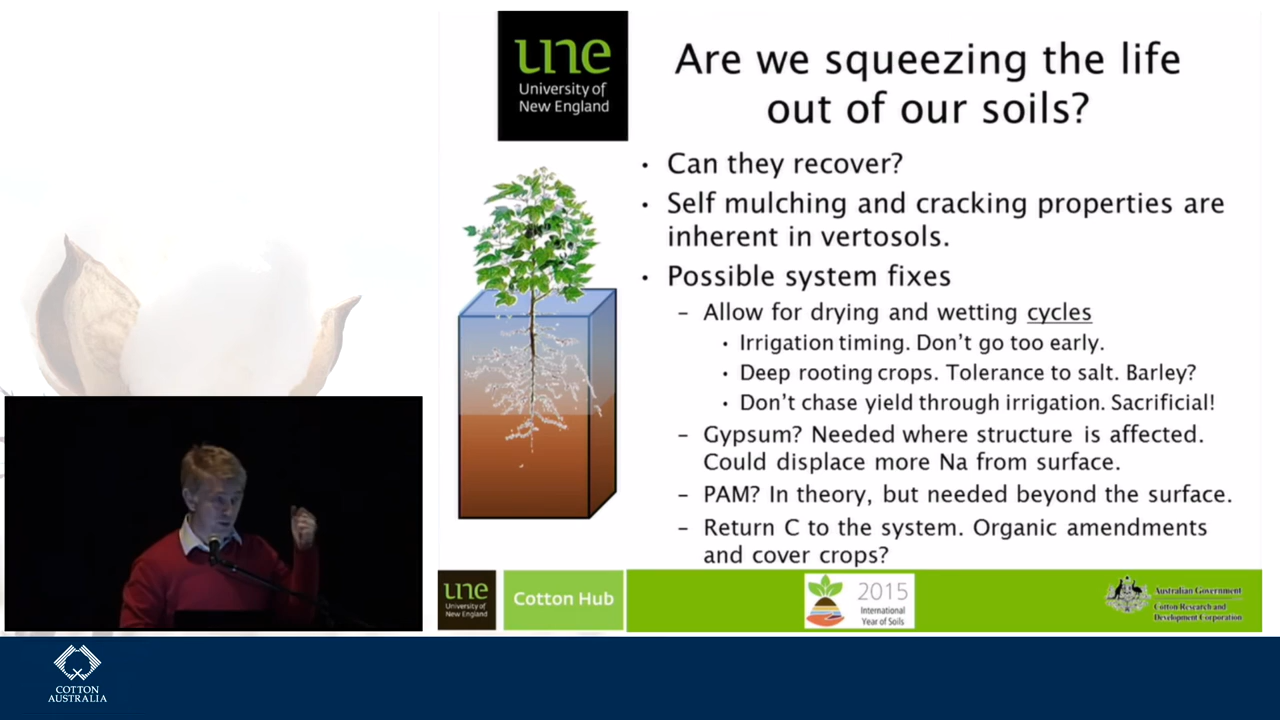 une
University of
New England
Are we squeezing the life
out of our soils?
• Can they recover?
• Self mulching and cracking properties are
inherent in vertosols.
• Possible system fixes
– Allow for drying and wetting cycles
• Irrigation timing. Don't go too early.
• Deep rooting crops. Tolerance to salt. Barley?
• Don't chase yield through irrigation. Sacrificial!
– Gypsum? Needed where structure is affected.
Could displace more Na from surface.
– PAM? In theory, but needed beyond the surface.
– Return C to the system. Organic amendments
and cover crops?
une
University of
New England
Cotton Hub
2015
International
Year of Soils
Australian Government
Cotton Research and
Development Corporation
COTTON
AUSTRALIA